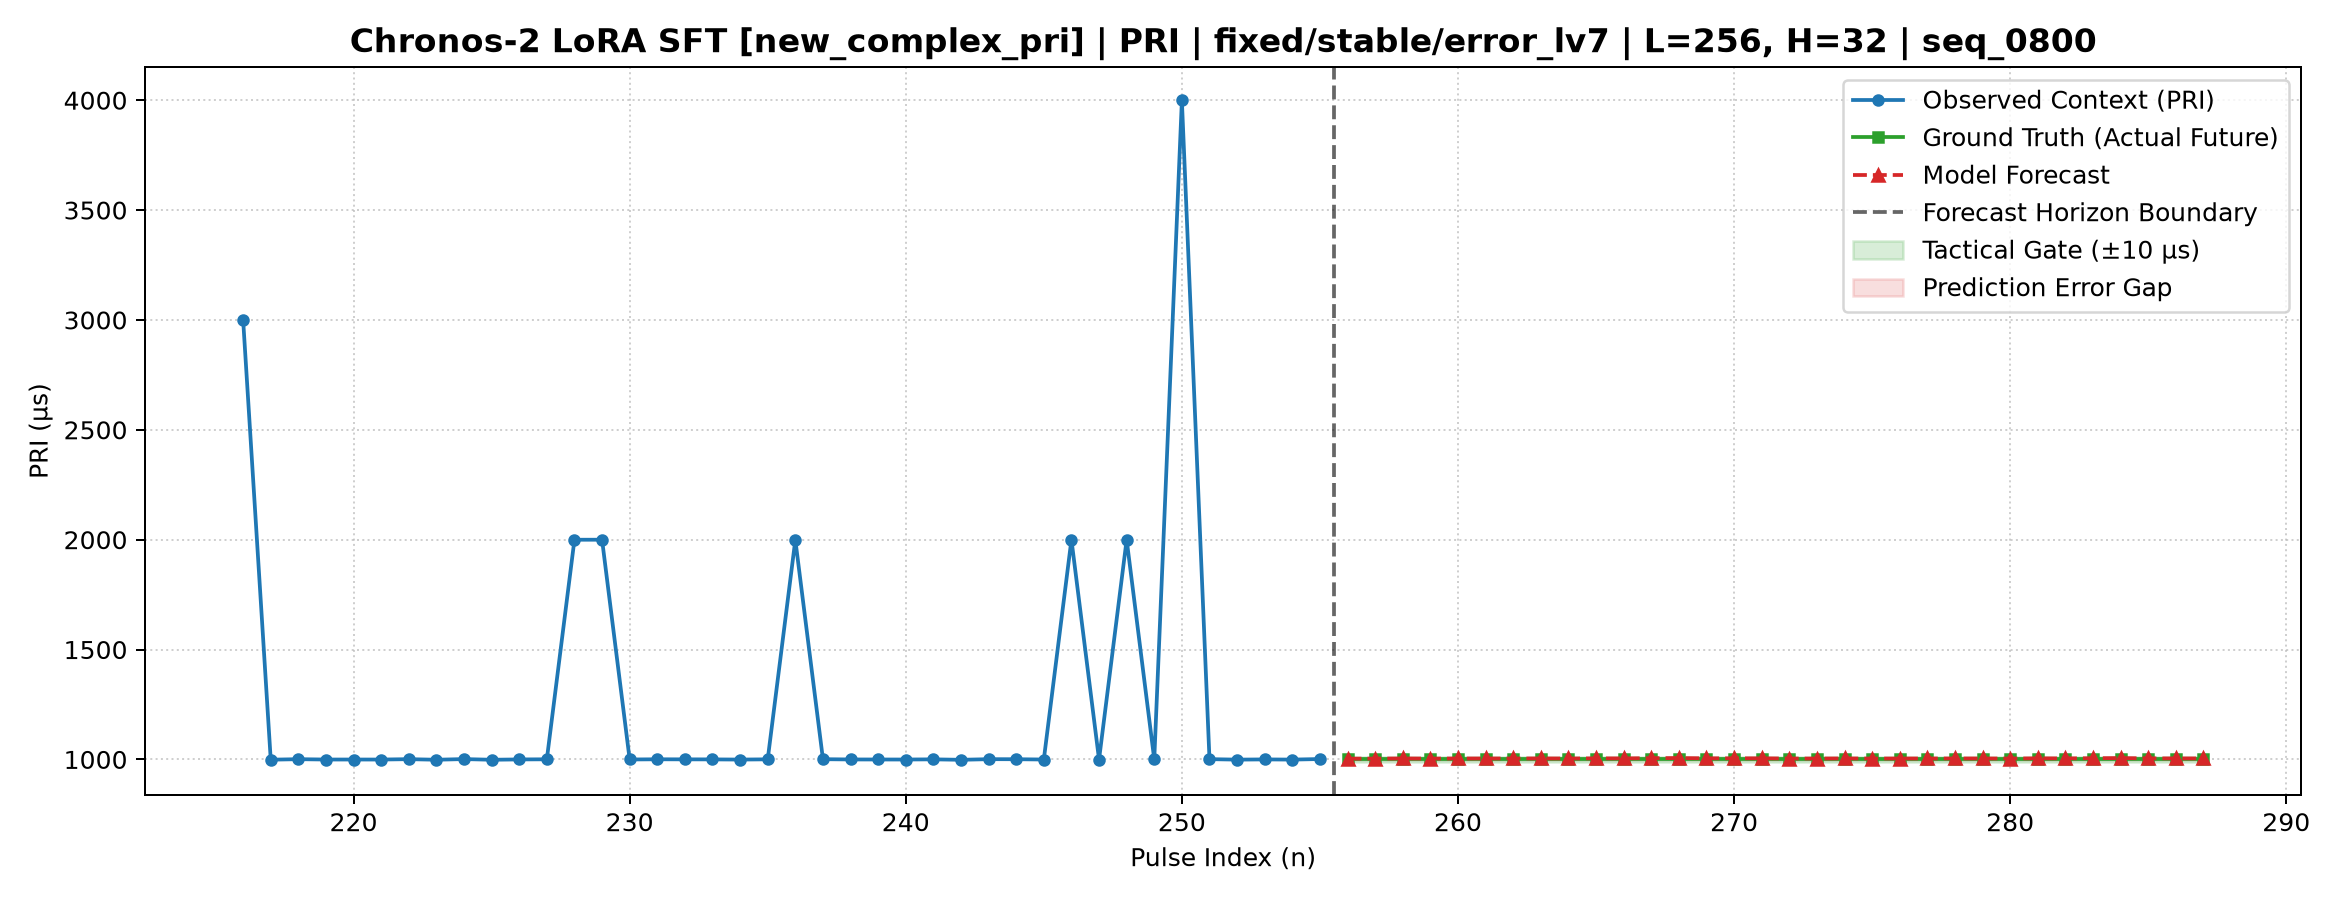 Chronos-2 LoRA SFT [new_complex_pri] | PRI | fixed/stable/error_lv7 | L=256, H=32 | seq_0800
4000
3500
3000
2500
2000
1500
1000
PRI (µs)
Observed Context (PRI)
Ground Truth (Actual Future)
Model Forecast
Forecast Horizon Boundary
Tactical Gate (±10 µs)
Prediction Error Gap
220 230 240 250 260 270 280 290
Pulse Index (n)